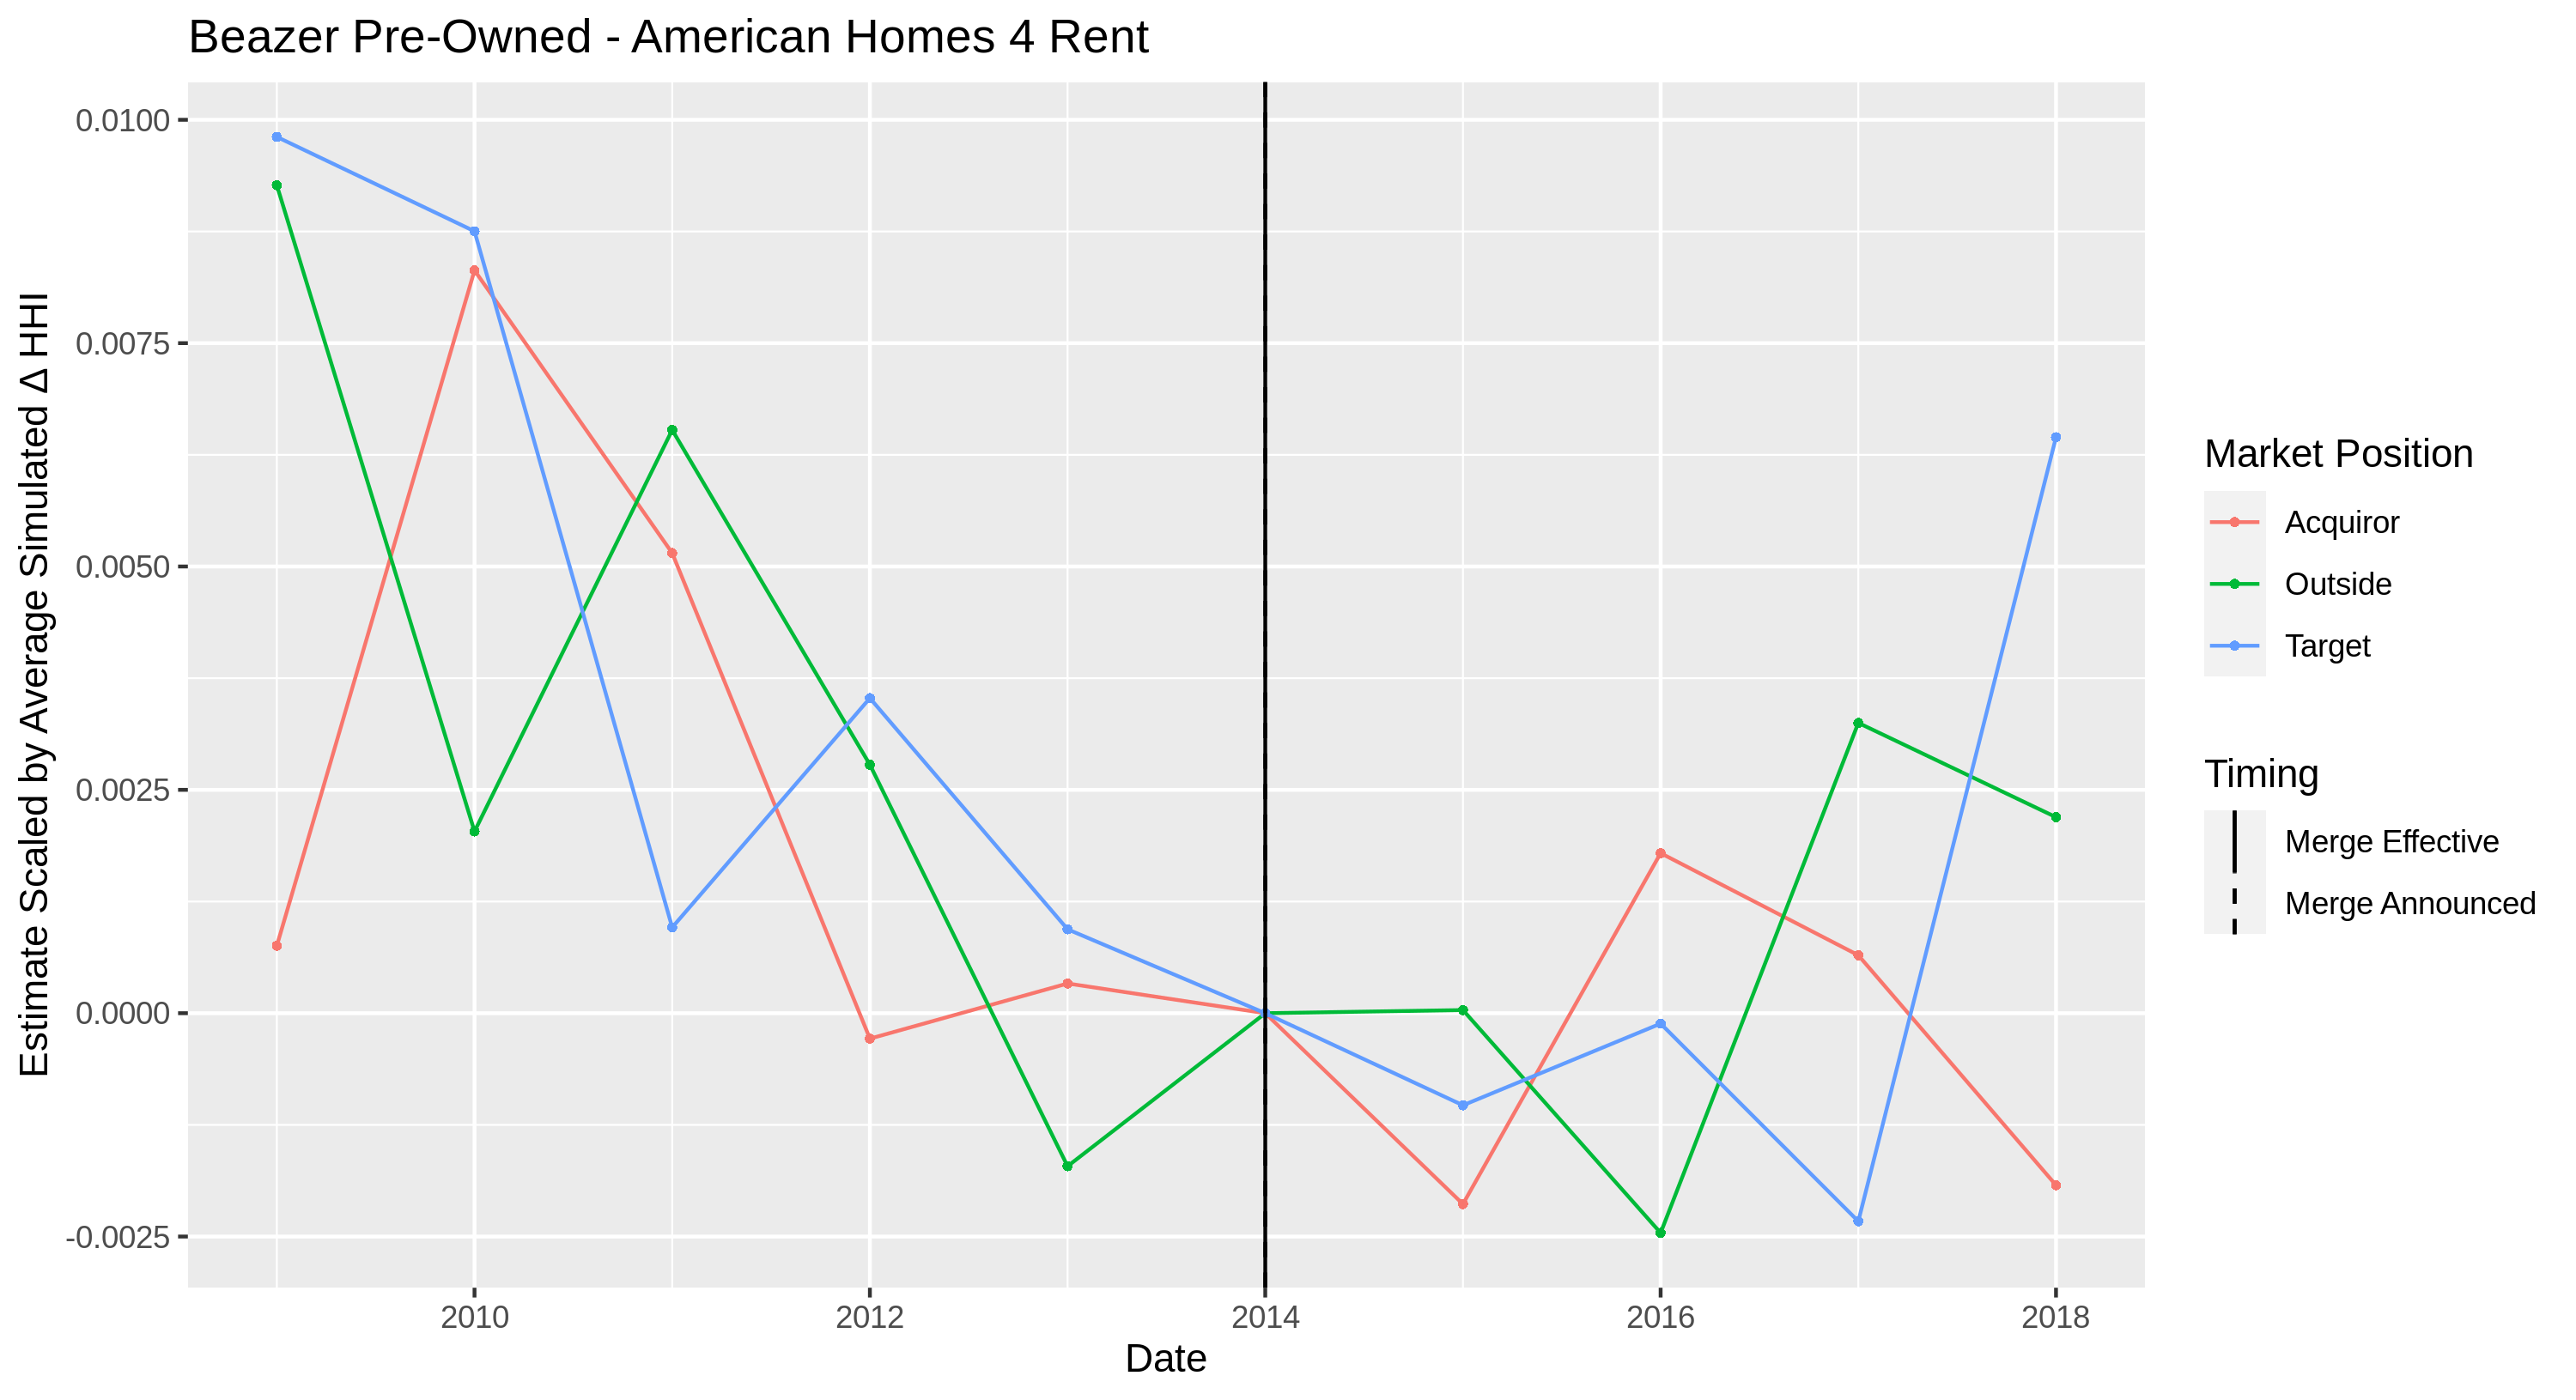 Beazer Pre-Owned - American Homes 4 Rent
Estimate Scaled by Average Simulated Δ HHI
0.0100
0.0075
0.0050
0.0025
0.0000
-0.0025
2010
2012
2014
2016
2018
Date
Market Position
Acquiror
Outside
Target
Timing
Merge Effective
Merge Announced